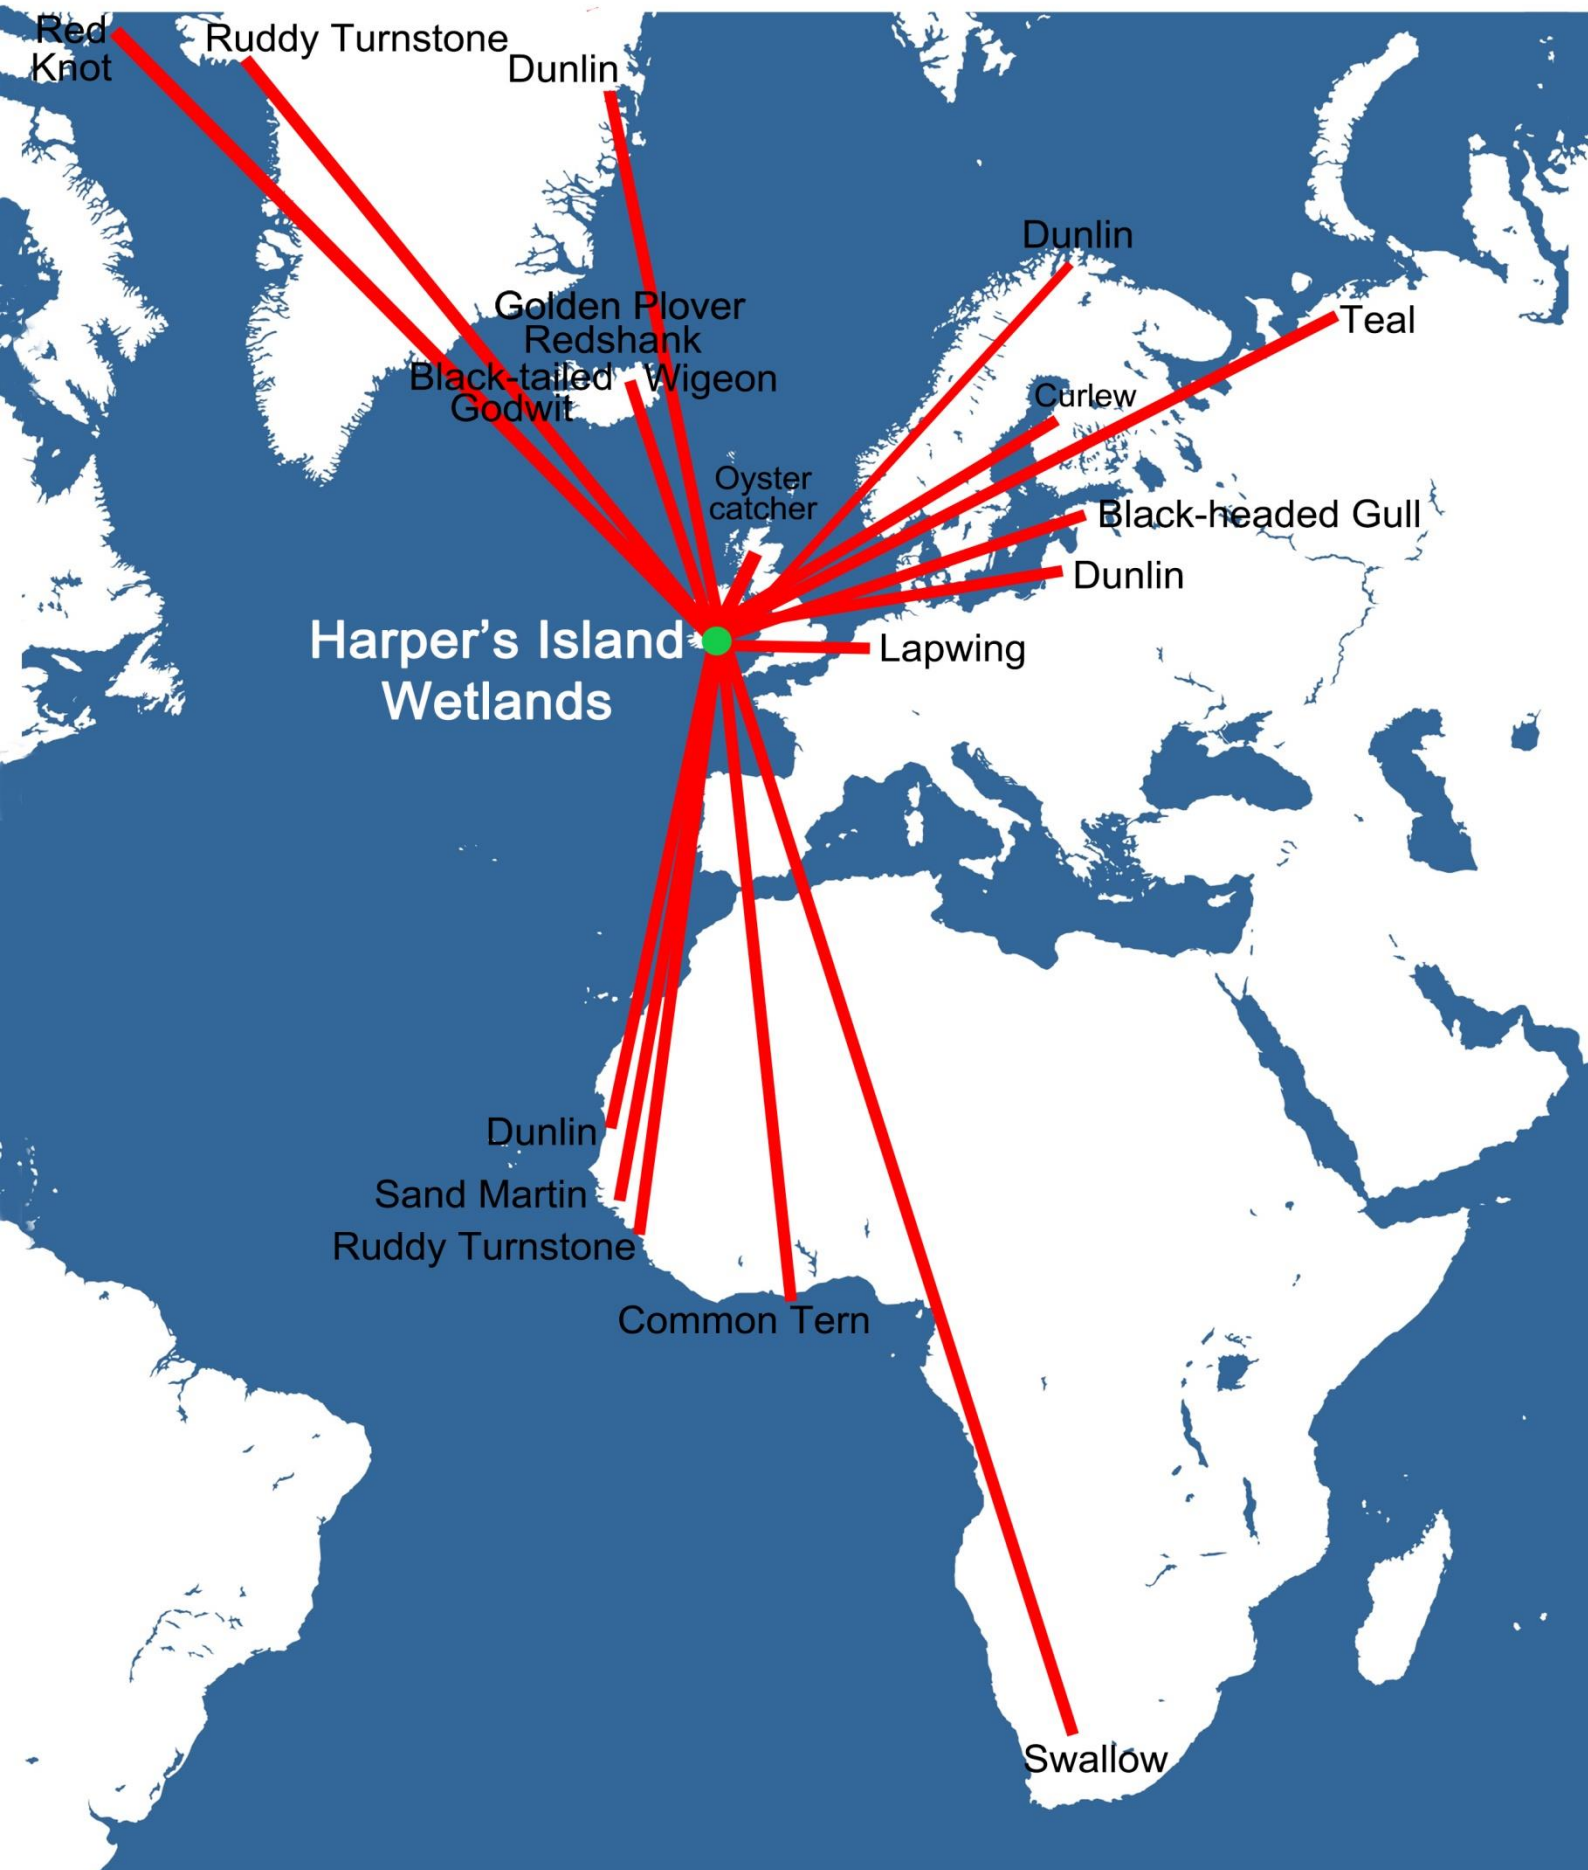 Red
Knot
Ruddy Turnstone
Dunlin
Dunlin
Golden Plover
Redshank
Black-tailed
Godwit
Wigeon
Teal
Curlew
Oyster
catcher
Black-headed Gull
Dunlin
Harper’s Island
Wetlands
Lapwing
Dunlin
Sand Martin
Ruddy Turnstone
Common Tern
Swallow